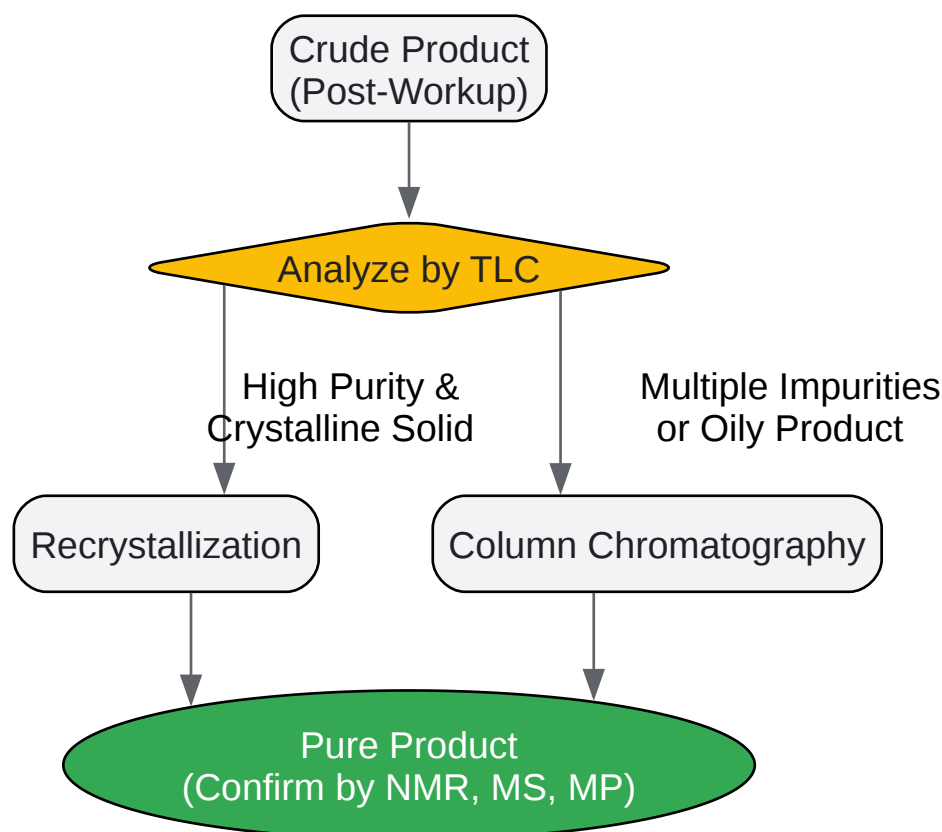 Crude Product
(Post-Workup)
Analyze by TLC
High Purity &
Crystalline Solid
Multiple Impurities
or Oily Product
Recrystallization
Column Chromatography
Pure Product
(Confirm by NMR, MS, MP)